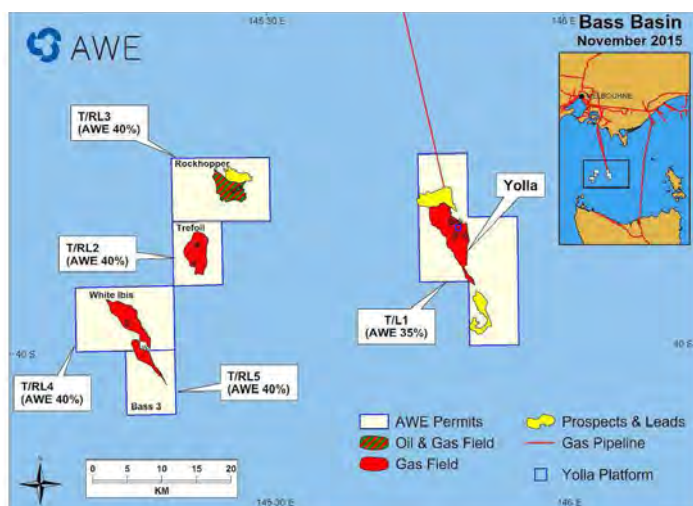 145 30 E
146 E
AWE
Bass Basin
November 2015
MELBOURNE
T/RL3
(AWE 40%)
Rockhopper
Yolla
Trefoil
T/RL2
(AWE 40%)
White Ibis
T/L1
(AWE 35%)
40 S
40 S
T/RL4
(AWE 40%)
T/RL5
(AWE 40%)
Bass 3
AWE Permits
Prospects & Leads
Oil & Gas Field
Gas Pipeline
Gas Field
Yolla Platform
0 5 10 15 20
KM
N
145 30 E
146 E